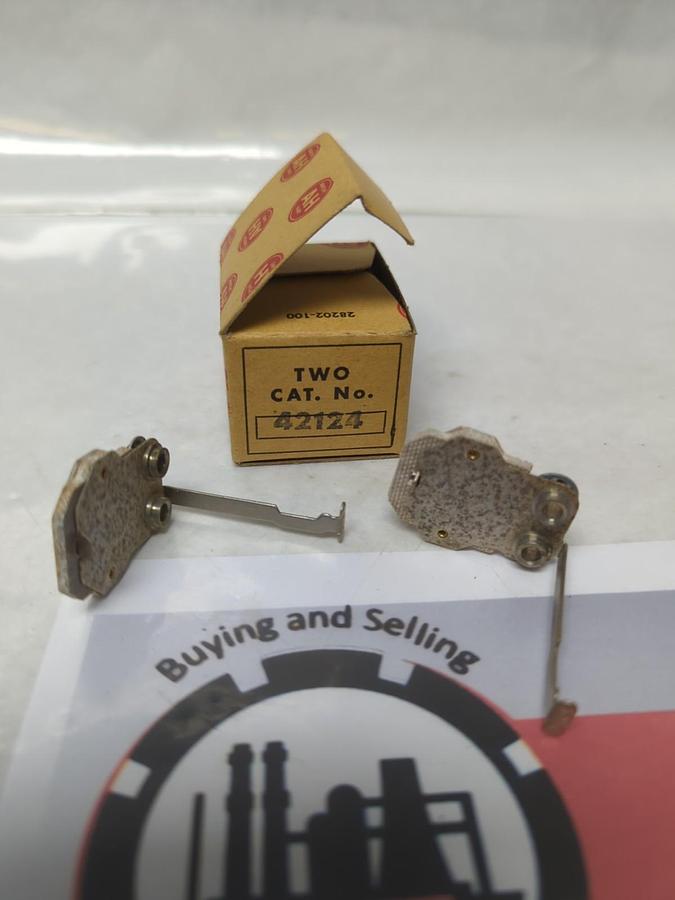 28202-100
TWO
CAT. No.
42124
Buying and Selling